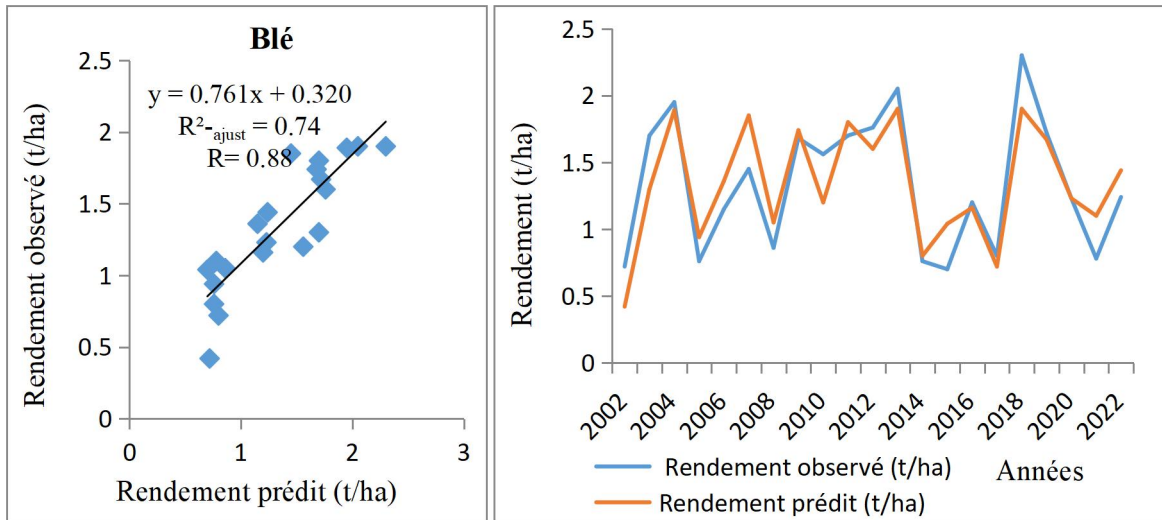 Blé
y = 0.761x + 0.320
R²-ajust = 0.74
R= 0.88
Rendement observé (t/ha)
2.5
2
1.5
1
0.5
0
0
1
2
3
Rendement prédit (t/ha)
Rendement (t/ha)
2.5
2
1.5
1
0.5
0
2002
2004
2006
2008
2010
2012
2014
2016
2018
2020
2022
Rendement observé (t/ha)
Années
Rendement prédit (t/ha)